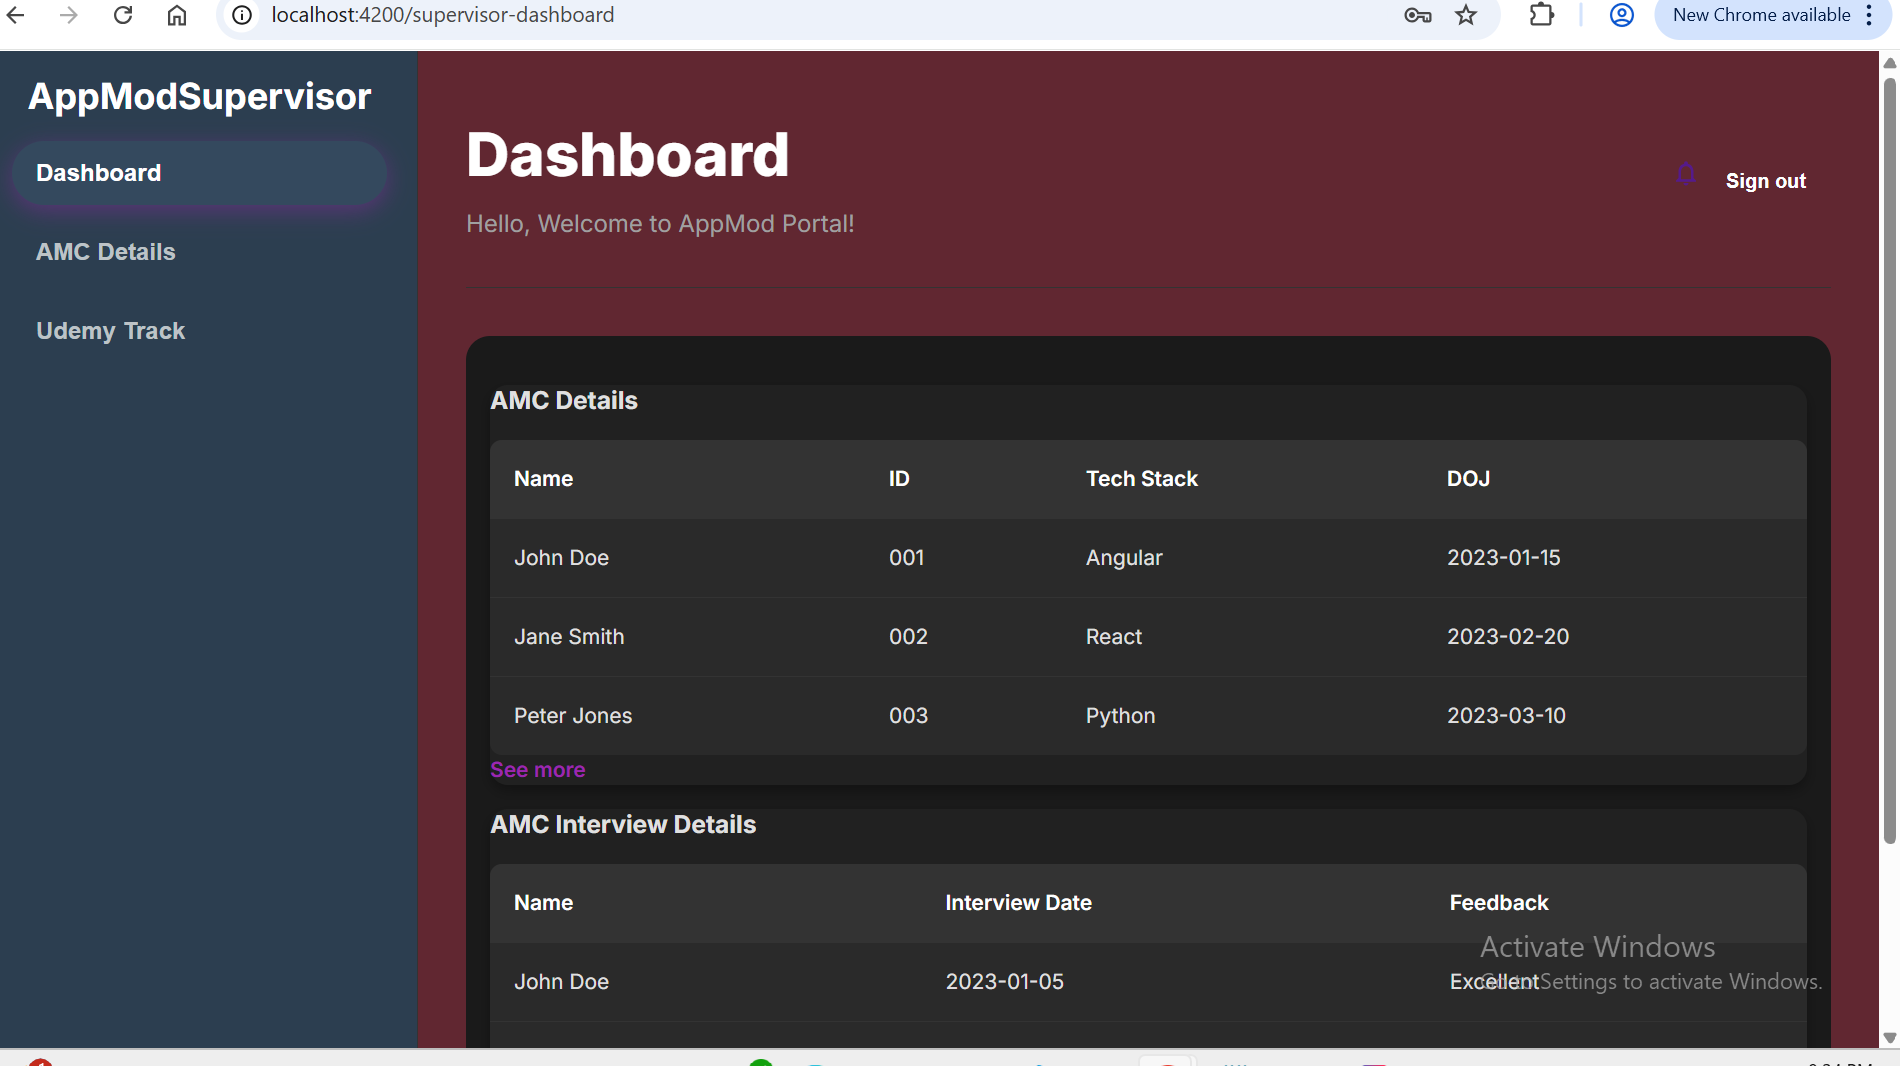 localhost:4200/supervisor-dashboard
New Chrome available
AppModSupervisor
Dashboard
AMC Details
Udemy Track
Dashboard
Hello, Welcome to AppMod Portal!
Sign out
AMC Details
Name ID Tech Stack DOJ
John Doe 001 Angular 2023-01-15
Jane Smith 002 React 2023-02-20
Peter Jones 003 Python 2023-03-10
See more
AMC Interview Details
Name Interview Date Feedback
John Doe 2023-01-05 Excellent
Activate Windows
Go to Settings to activate Windows.